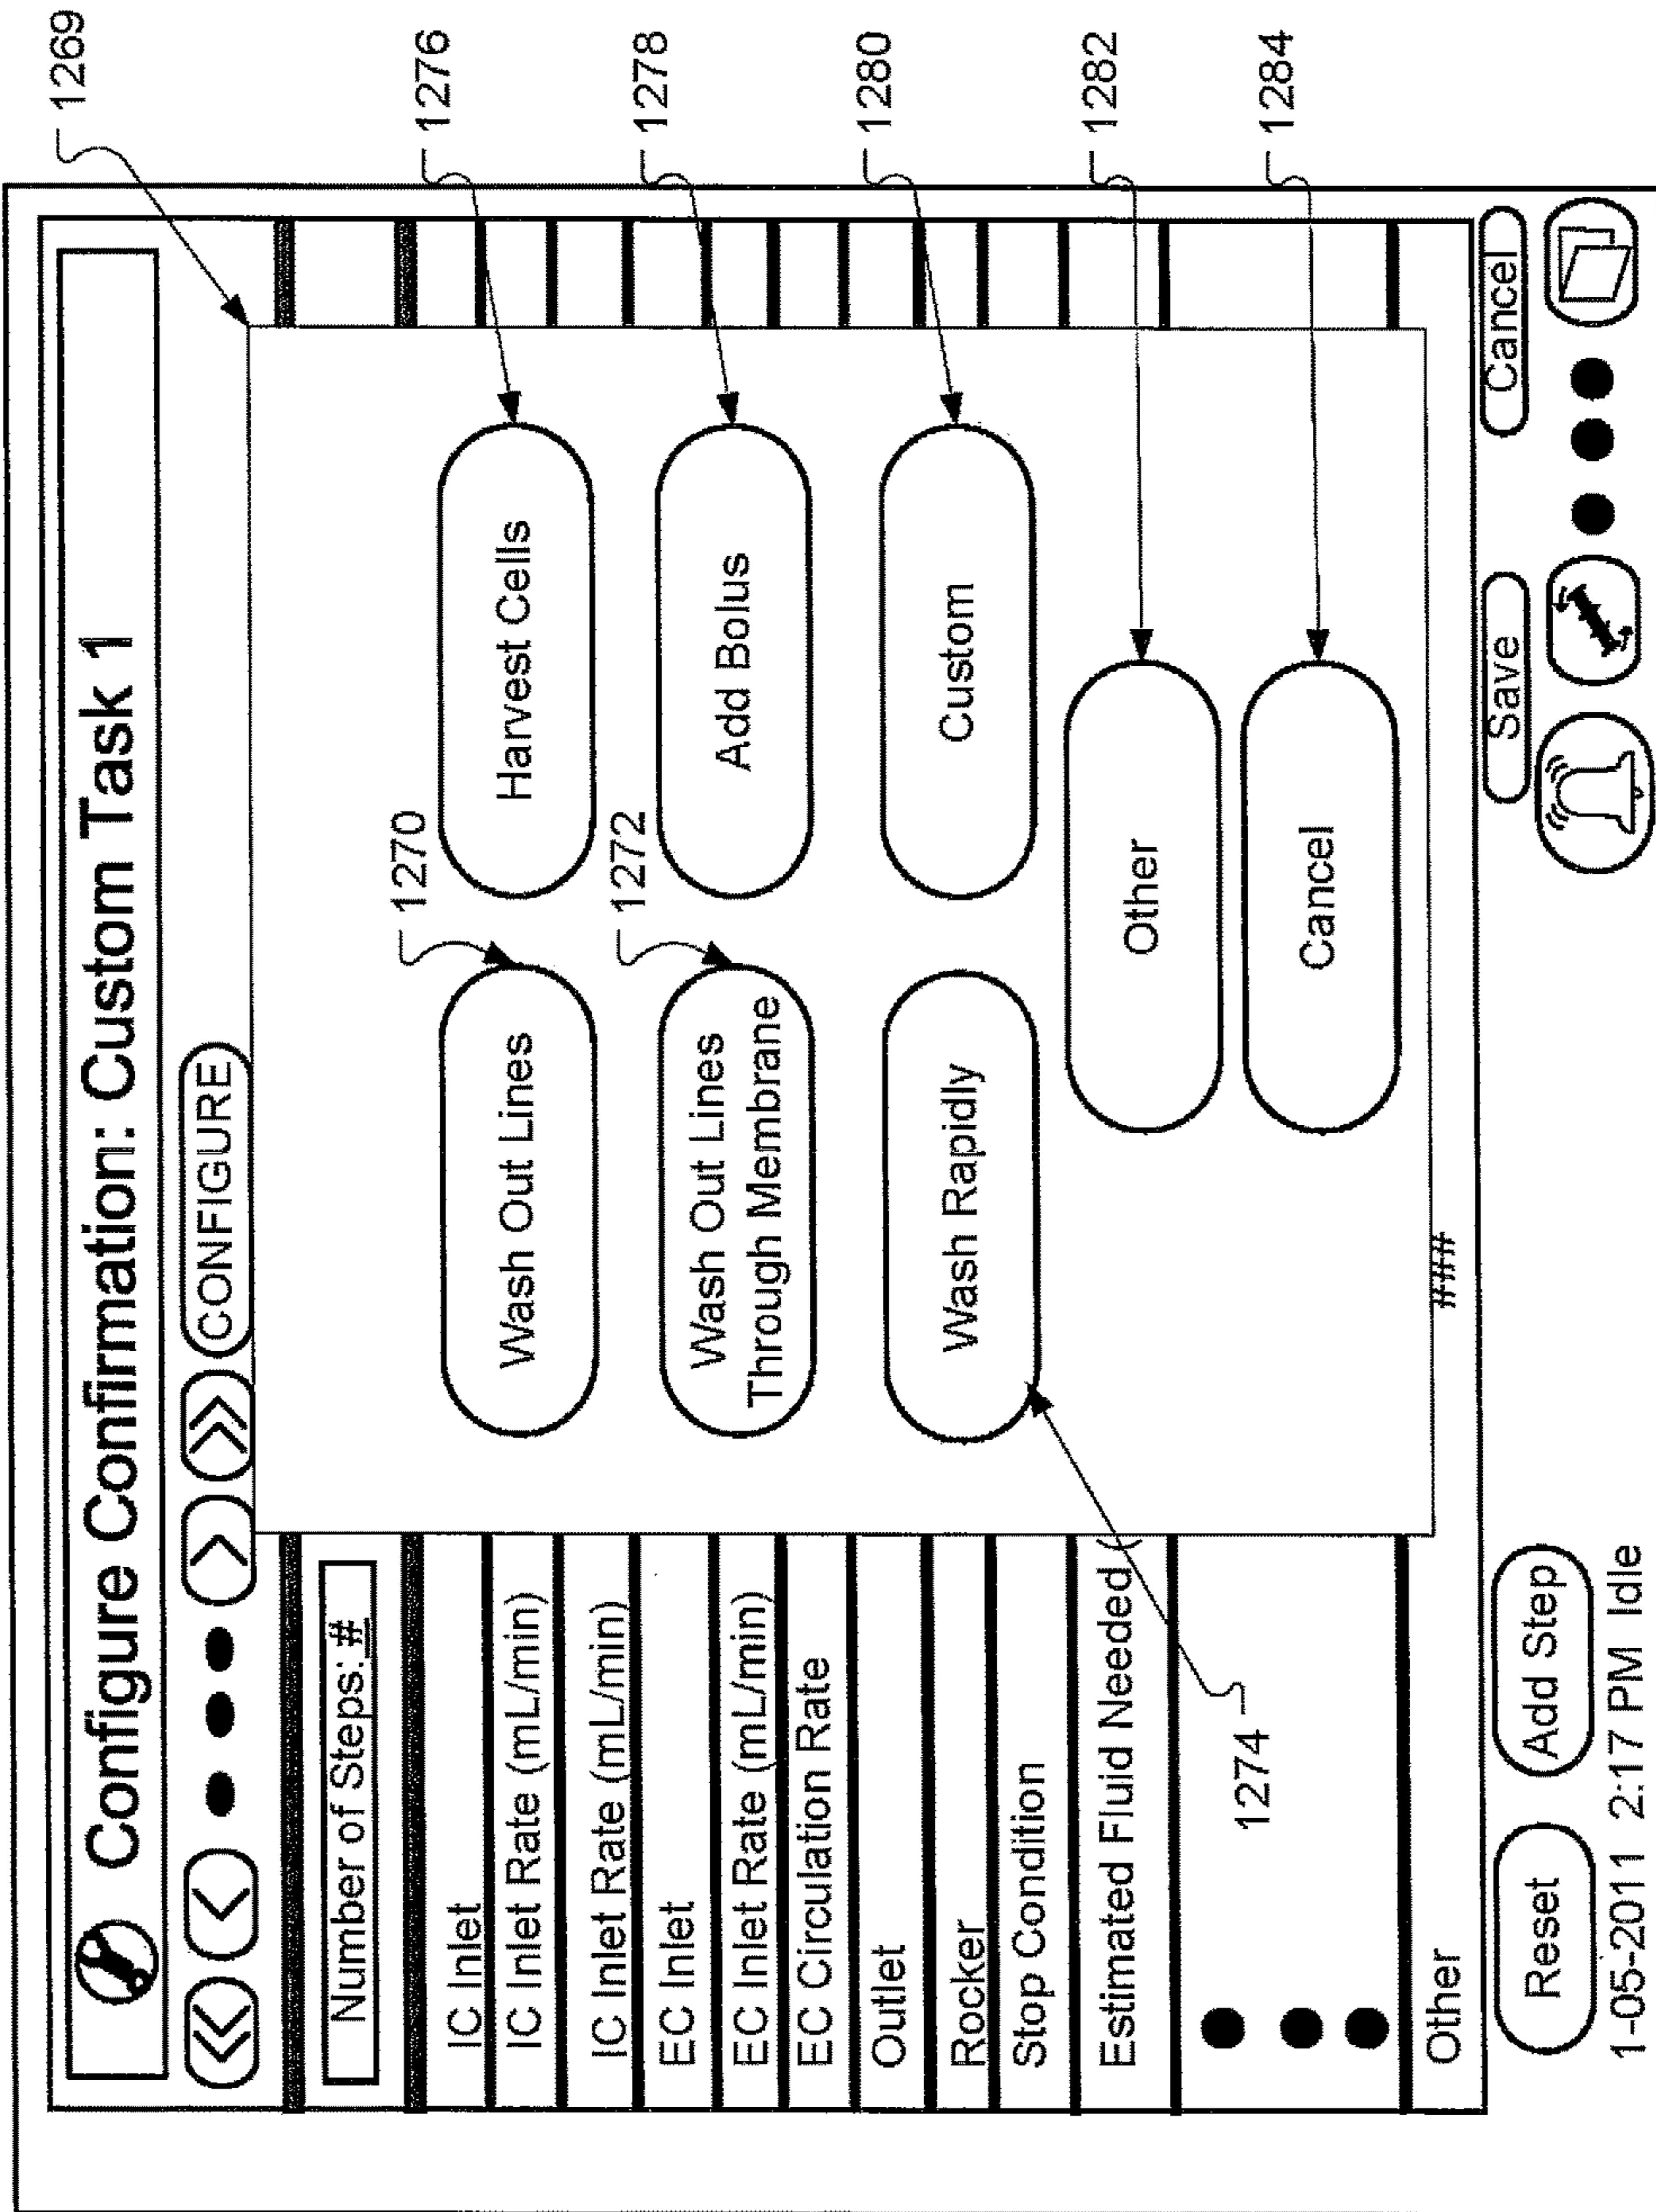 Configure Confirmation: Custom Task 1
CONFIGURE
Number of Steps: #
IC Inlet
IC Inlet Rate (mL/min)
IC Inlet Rate (mL/min)
EC Inlet
EC Inlet Rate (mL/min)
EC Circulation Rate
Outlet
Rocker
Stop Condition
Estimated Fluid Needed (
Other
1269
1270
Wash Out Lines
1276
Harvest Cells
1272
Wash Out Lines
Through Membrane
1278
Add Bolus
1274
Wash Rapidly
1280
Custom
1282
Other
1284
Cancel
###
Reset
Add Step
Save
Cancel
1-05-2011 2:17 PM Idle